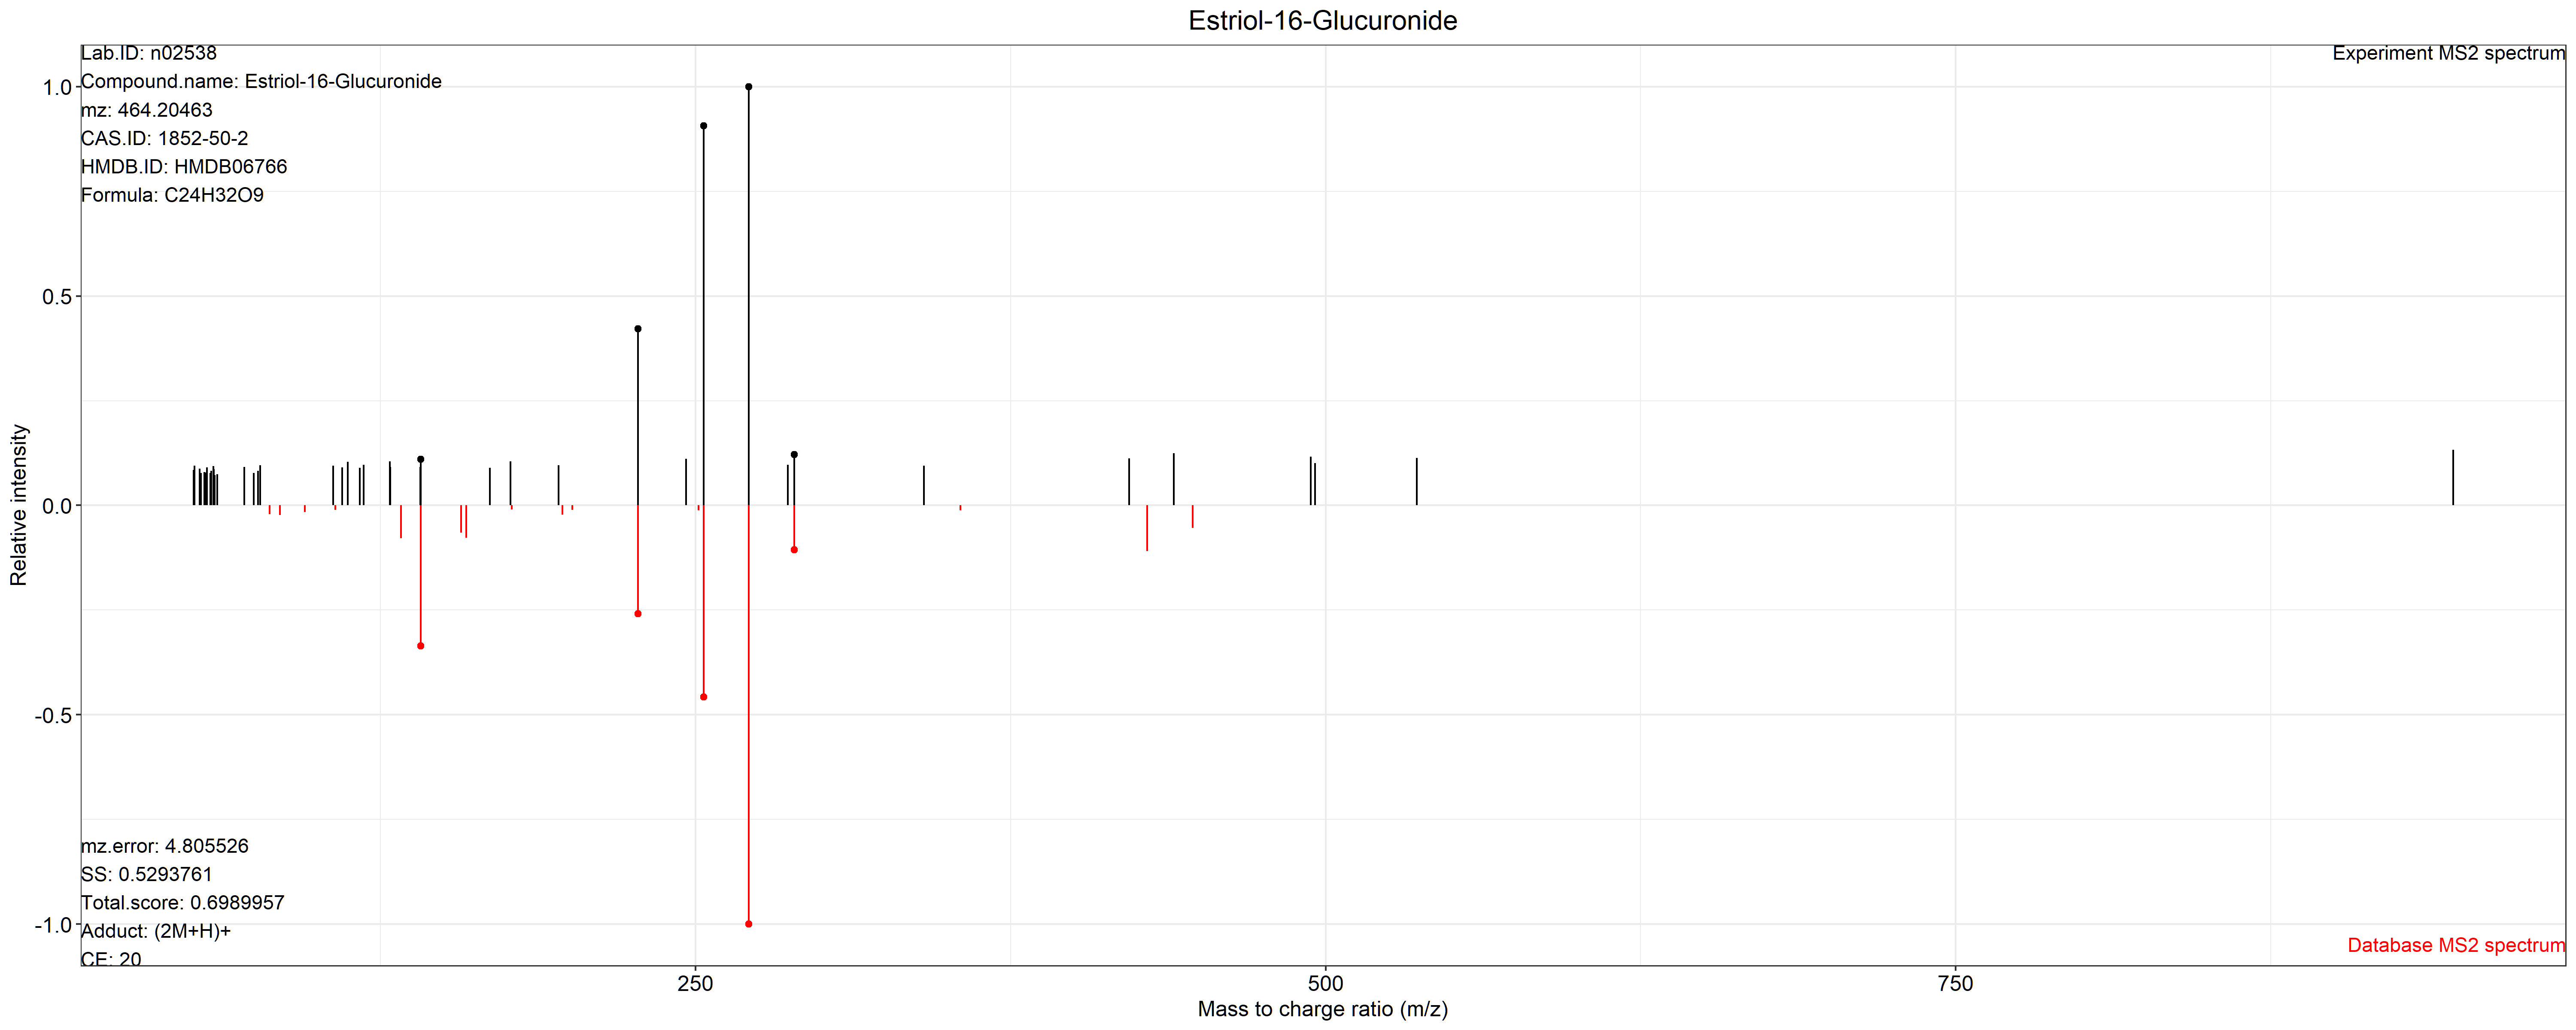 Estriol-16-Glucuronide
Lab.ID: n02538
Experiment MS2 spectrum
Compound.name: Estriol-16-Glucuronide
mz: 464.20463
CAS.ID: 1852-50-2
HMDB.ID: HMDB06766
Formula: C24H32O9
1.0
0.5
0.0
-0.5
-1.0
Relative intensity
mz.error: 4.805526
SS: 0.5293761
Total.score: 0.6989957
Adduct: (2M+H)+
CE: 20
Database MS2 spectrum
250
500
750
Mass to charge ratio (m/z)